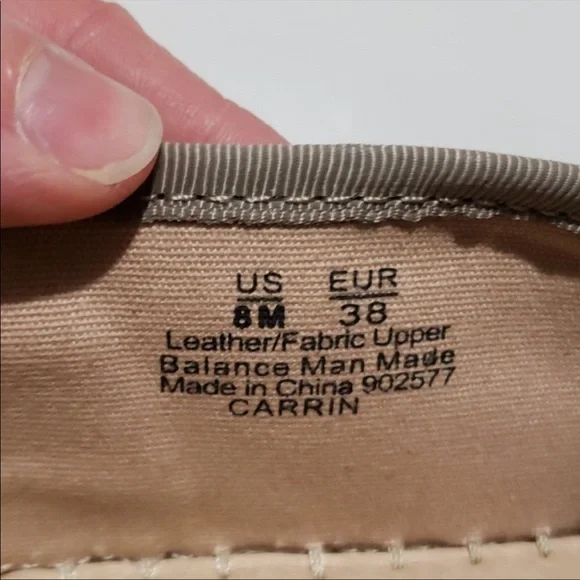 US EUR
8M 38
Leather/Fabric Upper
Balance Man Made
Made in China 902577
CARRIN